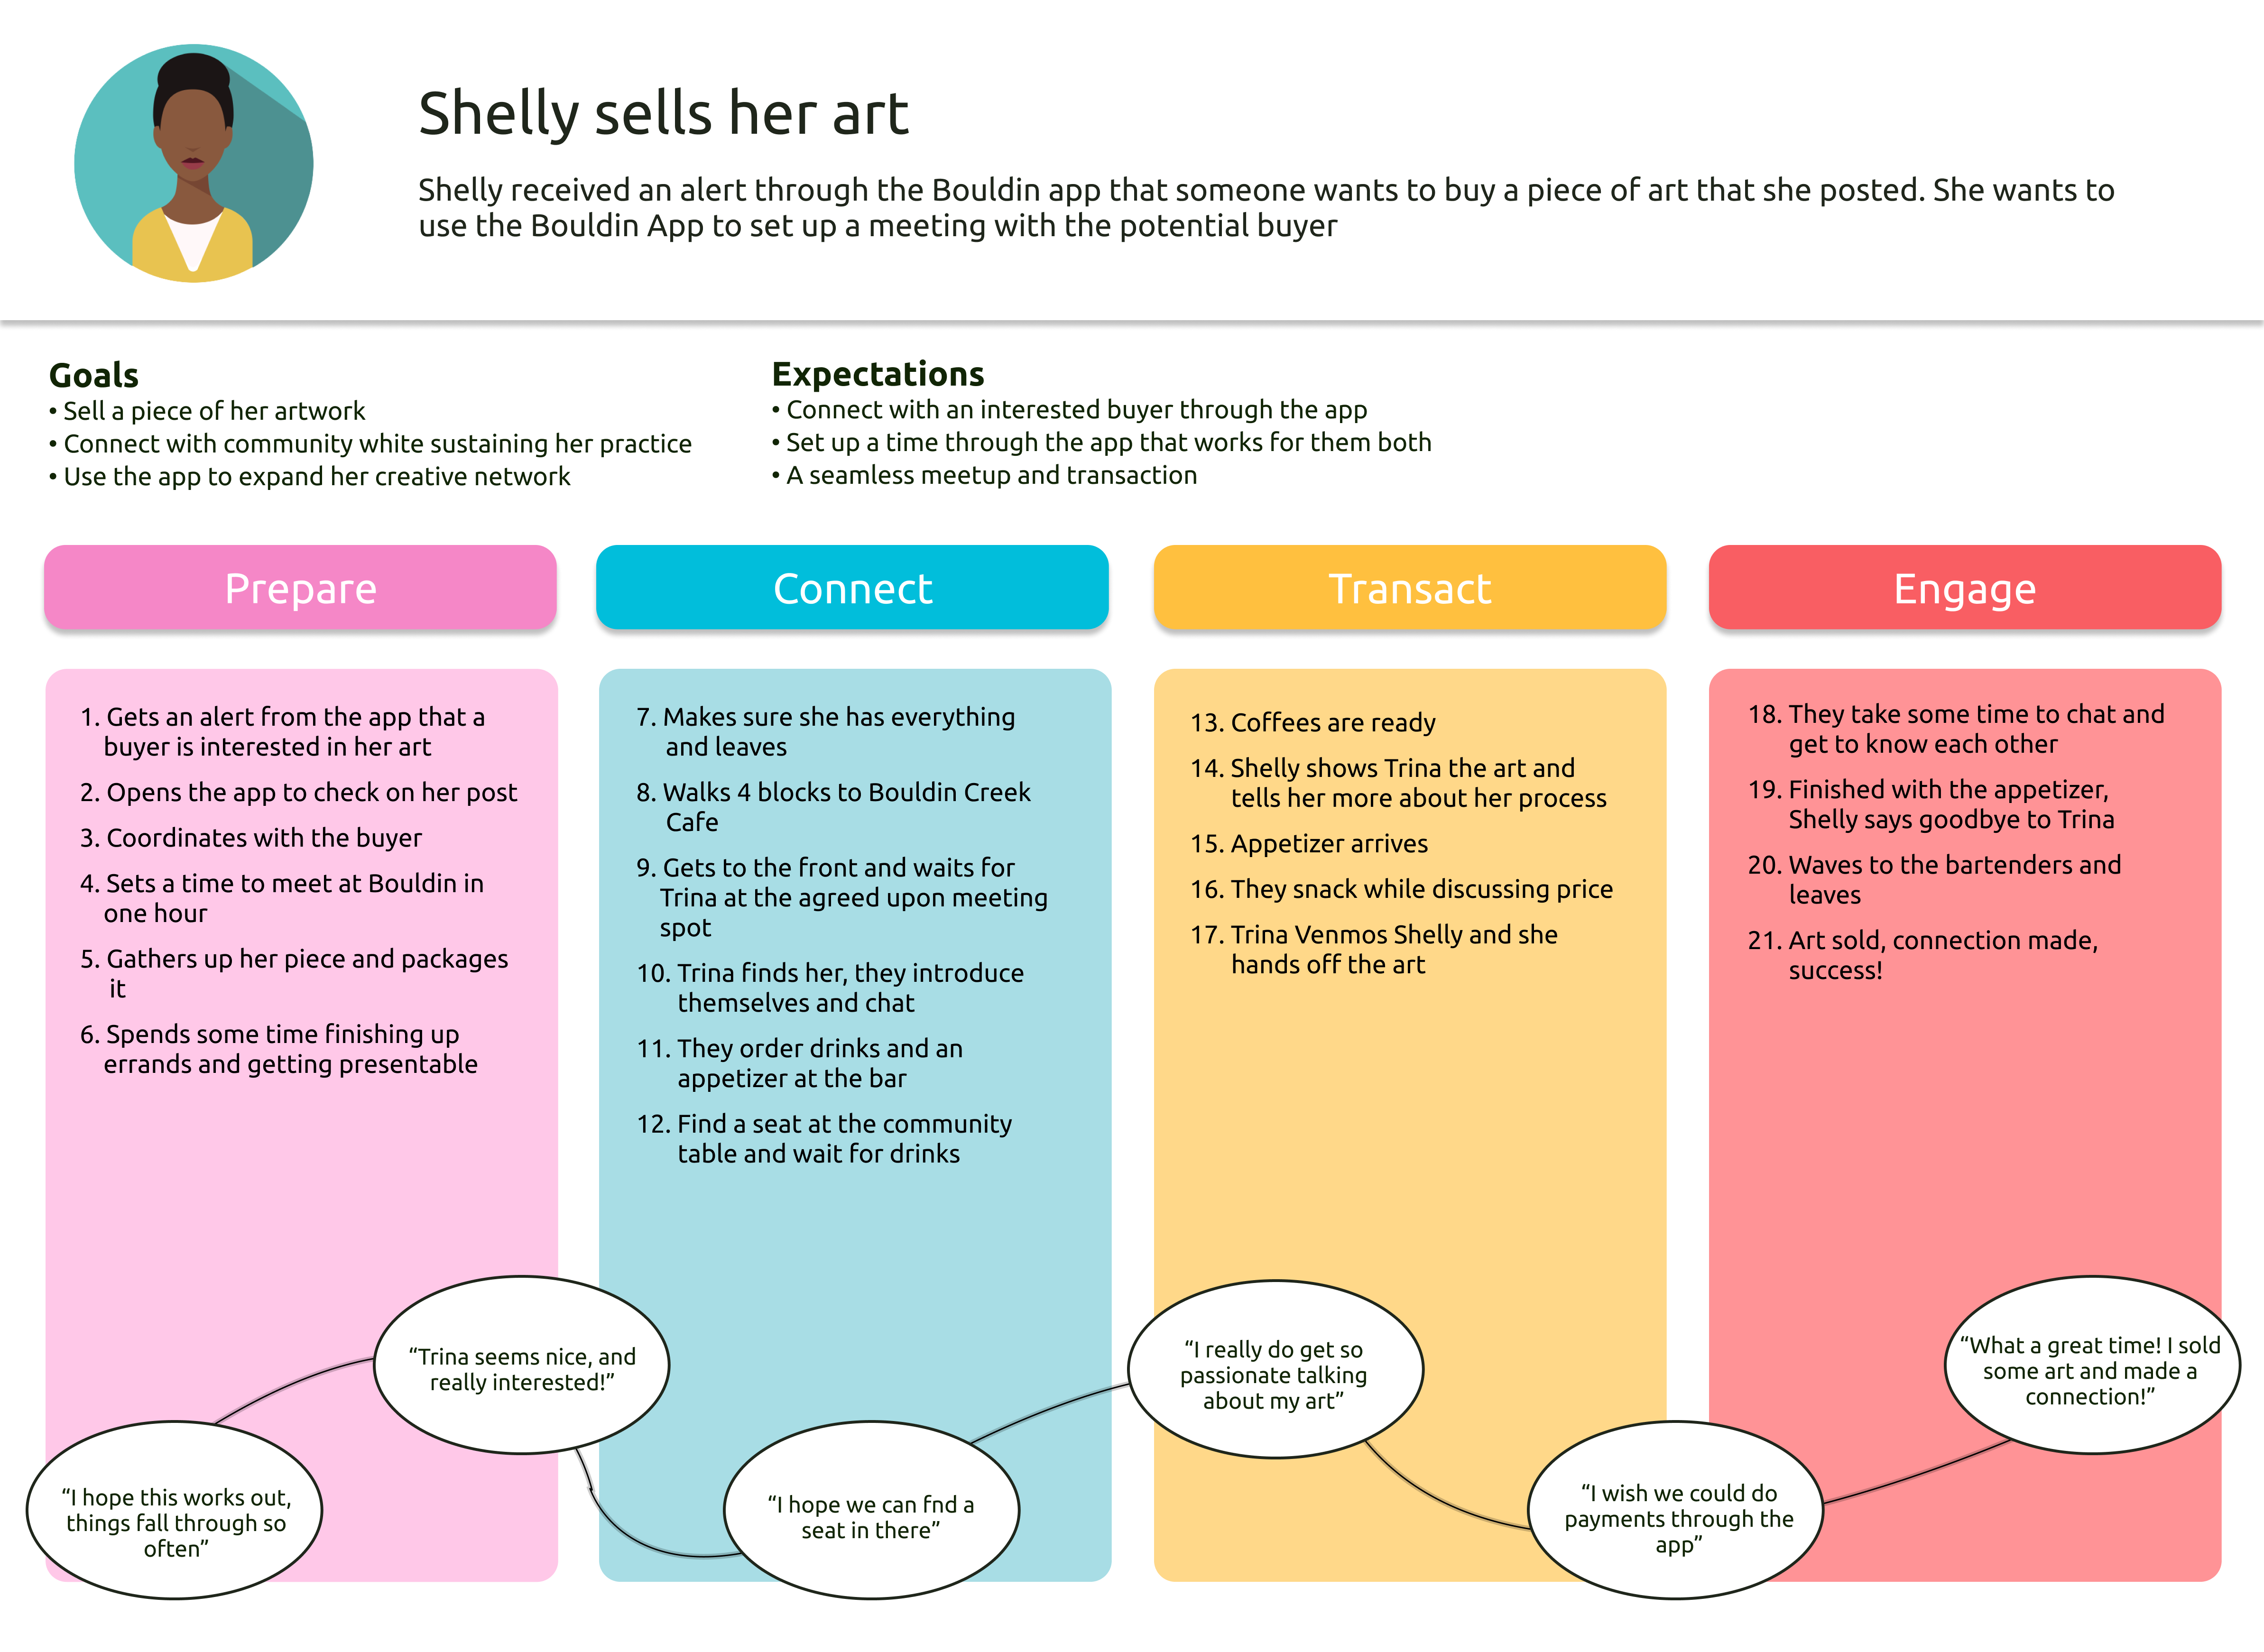 Shelly sells her art
Shelly received an alert through the Bouldin app that someone wants to buy a piece of art that she posted. She wants to
use the Bouldin App to set up a meeting with the potential buyer
Goals
• Sell a piece of her artwork
• Connect with community white sustaining her practice
• Use the app to expand her creative network
Expectations
• Connect with an interested buyer through the app
• Set up a time through the app that works for them both
• A seamless meetup and transaction
Prepare
1. Gets an alert from the app that a
buyer is interested in her art
2. Opens the app to check on her post
3. Coordinates with the buyer
4. Sets a time to meet at Bouldin in
one hour
5. Gathers up her piece and packages
it
6. Spends some time finishing up
errands and getting presentable
Connect
7. Makes sure she has everything
and leaves
8. Walks 4 blocks to Bouldin Creek
Cafe
9. Gets to the front and waits for
Trina at the agreed upon meeting
spot
10. Trina finds her, they introduce
themselves and chat
11. They order drinks and an
appetizer at the bar
12. Find a seat at the community
table and wait for drinks
Transact
13. Coffees are ready
14. Shelly shows Trina the art and
tells her more about her process
15. Appetizer arrives
16. They snack while discussing price
17. Trina Venmos Shelly and she
hands off the art
Engage
18. They take some time to chat and
get to know each other
19. Finished with the appetizer,
Shelly says goodbye to Trina
20. Waves to the bartenders and
leaves
21. Art sold, connection made,
success!
“I hope this works out,
things fall through so
often”
“Trina seems nice, and
really interested!”
“I hope we can fnd a
seat in there”
“I really do get so
passionate talking
about my art”
“I wish we could do
payments through the
app”
“What a great time! I sold
some art and made a
connection!”